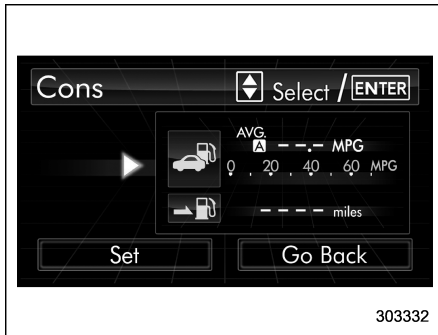 Cons Select / ENTER
AVG.
A --.- MPG
0 . 20 . 40 . 60 . MPG
---- miles
Set Go Back
303332